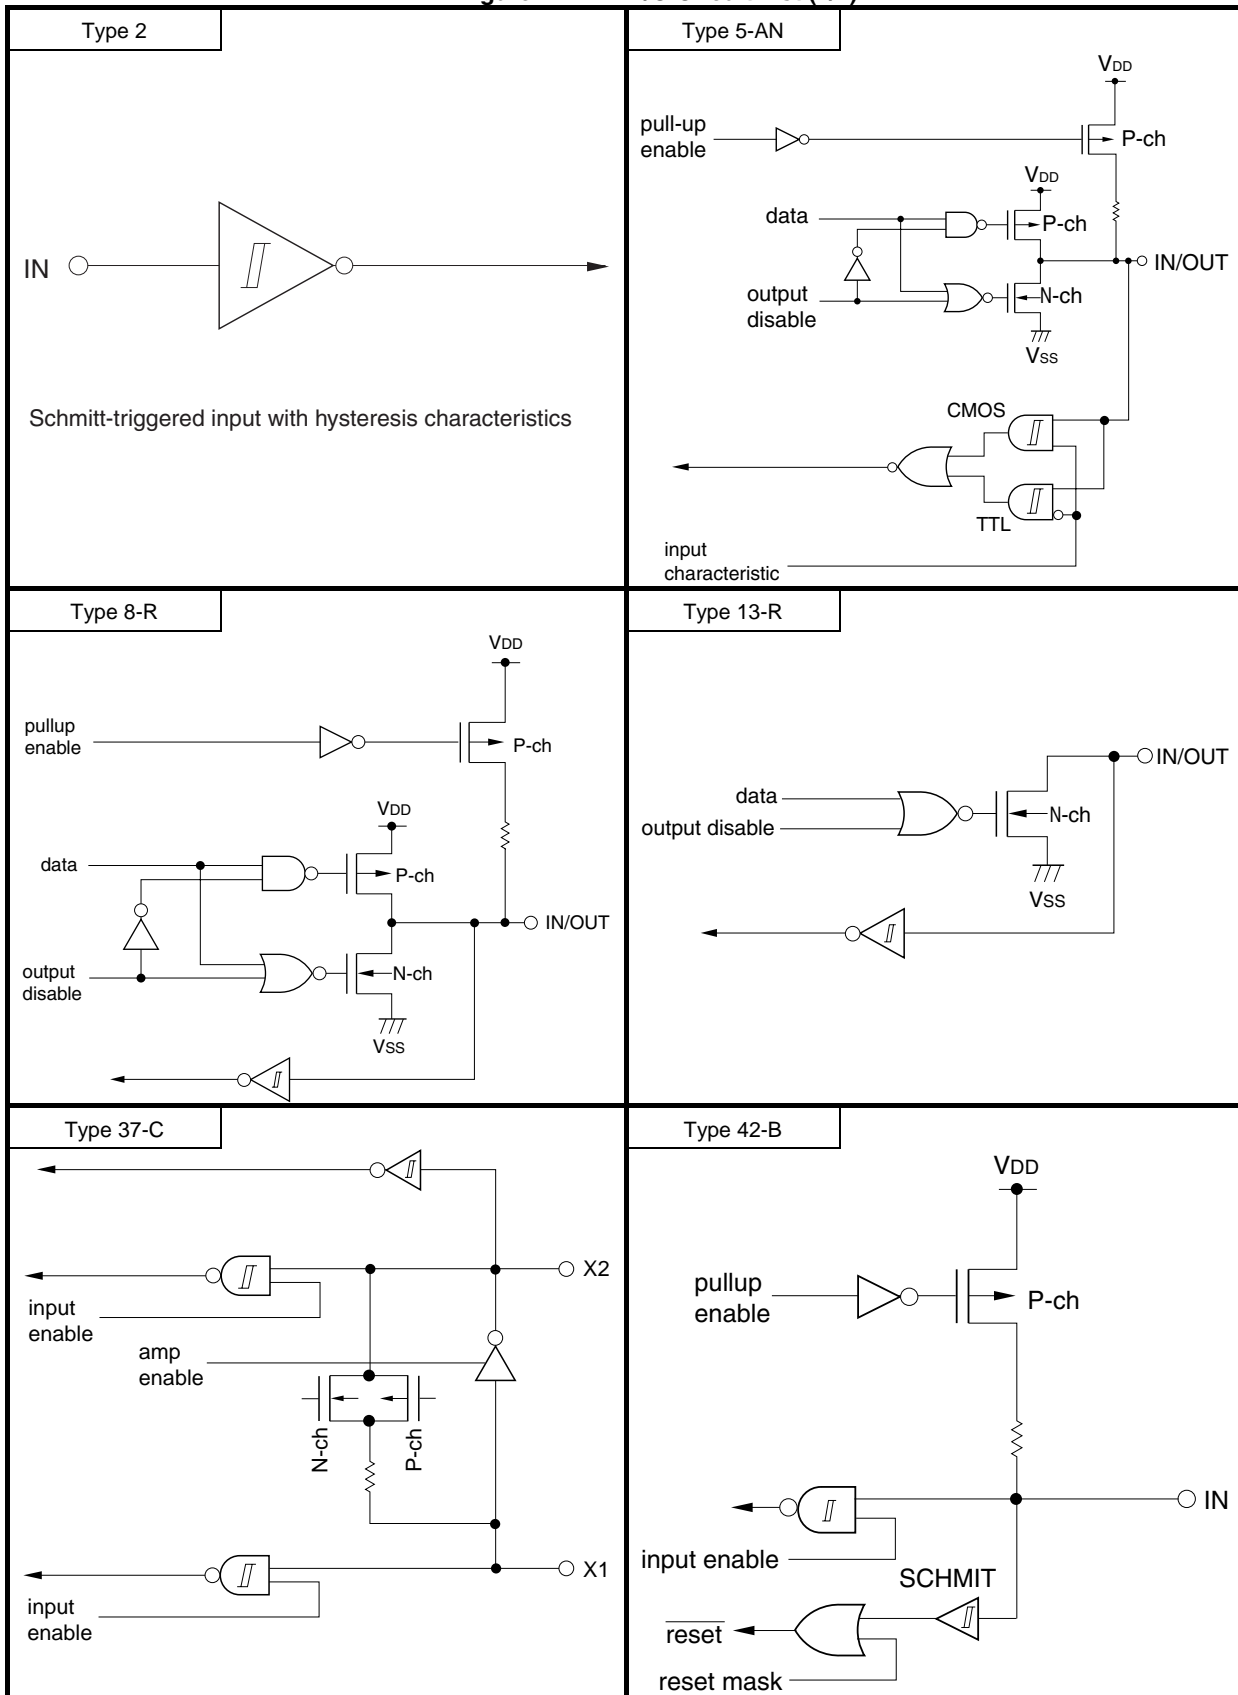 Type 2
IN
Schmitt-triggered input with hysteresis characteristics
Type 5-AN
VDD
pull-up
enable
P-ch
VDD
data
P-ch
IN/OUT
output
disable
N-ch
VSS
CMOS
TTL
input
characteristic
Type 8-R
VDD
pullup
enable
P-ch
VDD
data
P-ch
IN/OUT
output
disable
N-ch
VSS
Type 13-R
IN/OUT
data
output disable
N-ch
VSS
Type 37-C
X2
input
enable
amp
enable
N-ch
P-ch
X1
input
enable
Type 42-B
VDD
pullup
enable
P-ch
IN
input enable
SCHMIT
reset
reset mask